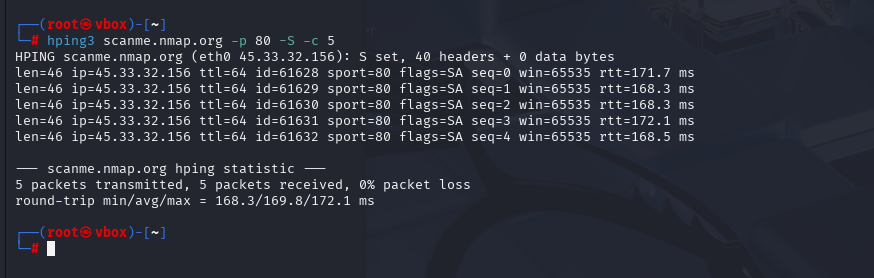 ┌──(root㉿vbox)-[~]
└─# hping3 scanme.nmap.org -p 80 -S -c 5
HPING scanme.nmap.org (eth0 45.33.32.156): S set, 40 headers + 0 data bytes
len=46 ip=45.33.32.156 ttl=64 id=61628 sport=80 flags=SA seq=0 win=65535 rtt=171.7 ms
len=46 ip=45.33.32.156 ttl=64 id=61629 sport=80 flags=SA seq=1 win=65535 rtt=168.3 ms
len=46 ip=45.33.32.156 ttl=64 id=61630 sport=80 flags=SA seq=2 win=65535 rtt=168.3 ms
len=46 ip=45.33.32.156 ttl=64 id=61631 sport=80 flags=SA seq=3 win=65535 rtt=172.1 ms
len=46 ip=45.33.32.156 ttl=64 id=61632 sport=80 flags=SA seq=4 win=65535 rtt=168.5 ms
--- scanme.nmap.org hping statistic ---
5 packets transmitted, 5 packets received, 0% packet loss
round-trip min/avg/max = 168.3/169.8/172.1 ms
┌──(root㉿vbox)-[~]
└─#